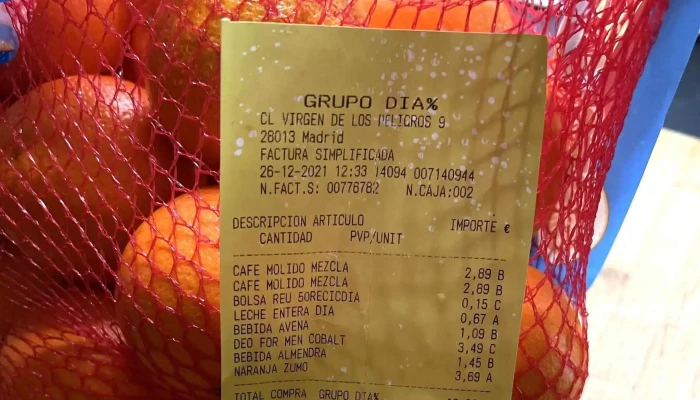 GRUPO DIA%
CL VIRGEN DE LOS PELIGROS 9
28013 Madrid
FACTURA SIMPLIFICADA
26-12-2021 12:33 14094 007140944
N.FACT.S: 00776782 N.CAJA:002
DESCRIPCION ARTICULO IMPORTE €
CANTIDAD PVP/UNIT
CAFE MOLIDO MEZCLA 2,89 B
CAFE MOLIDO MEZCLA 2,89 B
BOLSA REU 50RECICDIA 0,15 C
LECHE ENTERA DIA 0,67 A
BEBIDA AVENA 1,09 B
DEO FOR MEN COBALT 3,49 C
BEBIDA ALMENDRA 1,45 B
NARANJA ZUMO 3,69 A
TOTAL COMPRA GRUPO DIA%